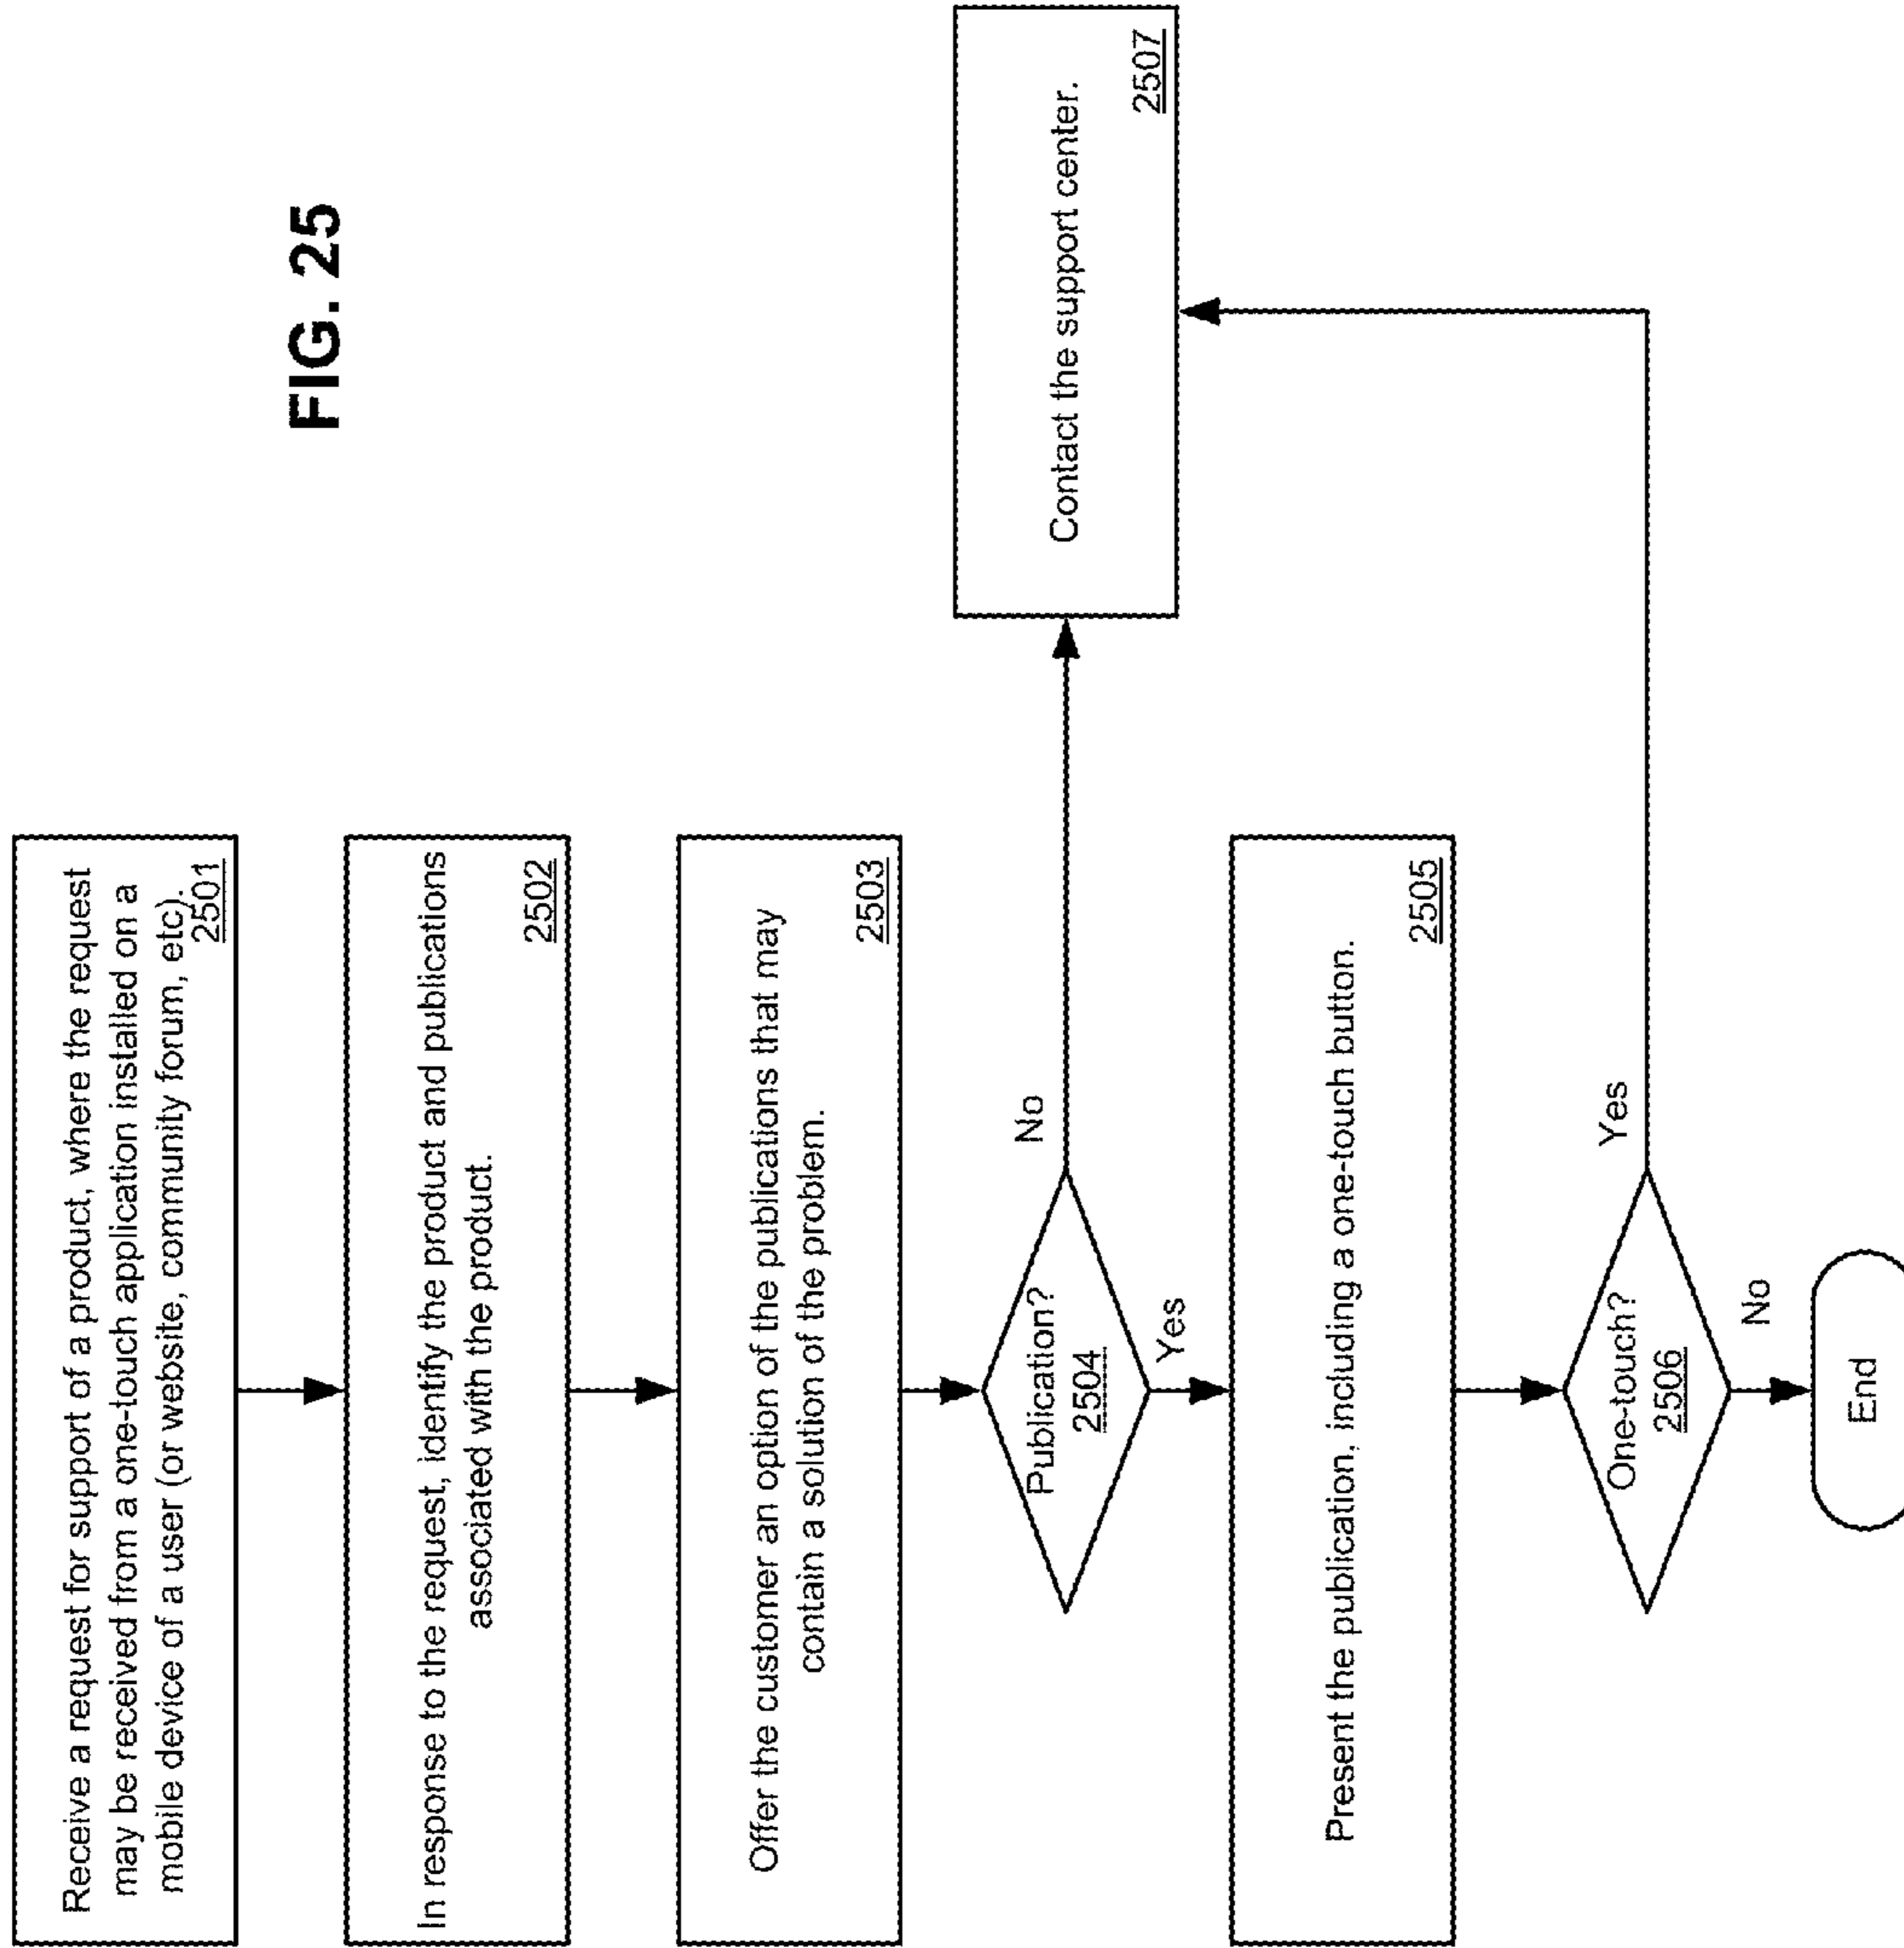 Receive a request for support of a product, where the request
may be received from a one-touch application installed on a
mobile device of a user (or website, community forum, etc).
2501
In response to the request, identify the product and publications
associated with the product.
2502
Offer the customer an option of the publications that may
contain a solution of the problem.
2503
Publication?
2504
No
Yes
Present the publication, including a one-touch button.
2505
One-touch?
2506
Yes
No
End
Contact the support center.
2507
FIG. 25